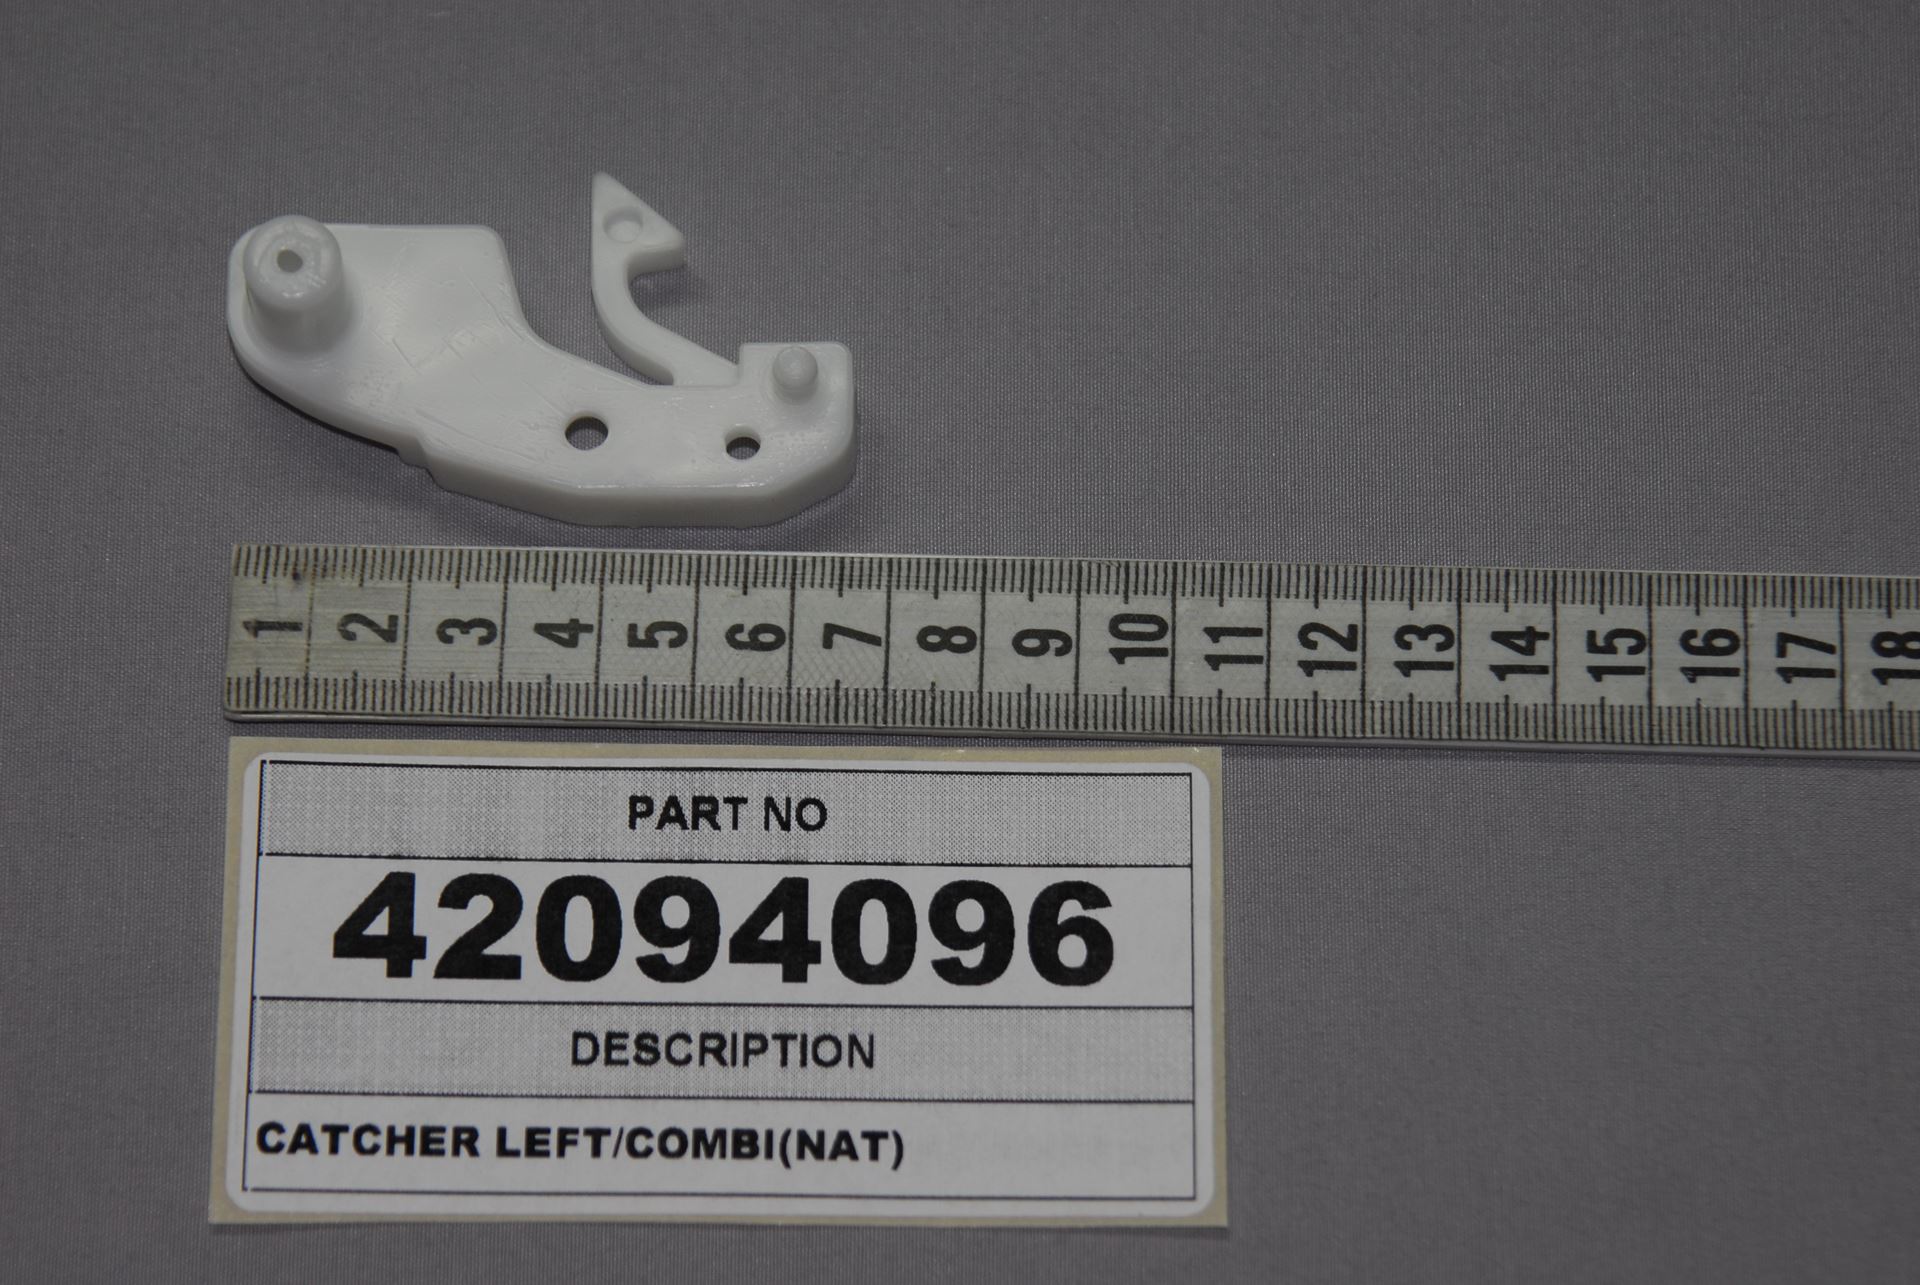 1 2 3 4 5 6 7 8 9 10 11 12 13 14 15 16 17 18
PART NO
42094096
DESCRIPTION
CATCHER LEFT/COMBI(NAT)